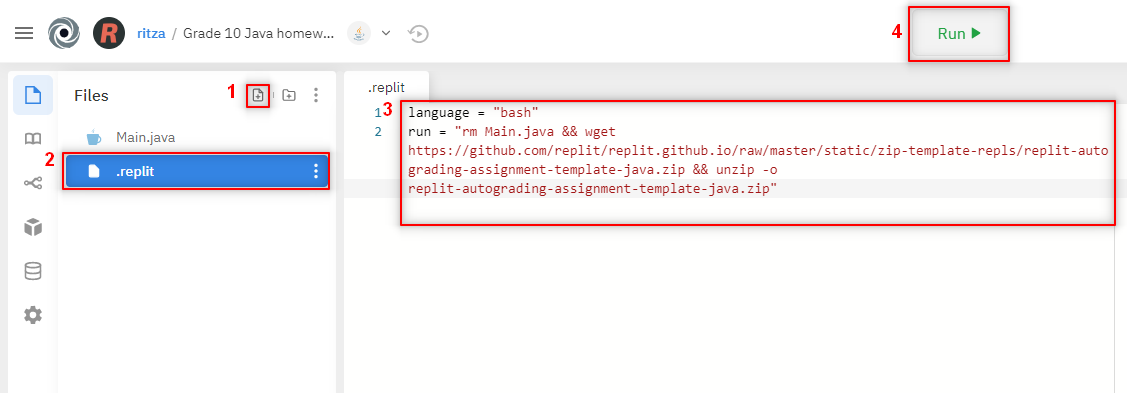 R ritza / Grade 10 Java homew...
4 Run
Files
1
.replit
Main.java
2 .replit
3
1 language = "bash"
2 run = "rm Main.java && wget
https://github.com/replit/replit.github.io/raw/master/static/zip-template-repls/replit-auto
grading-assignment-template-java.zip && unzip -o
replit-autograding-assignment-template-java.zip"